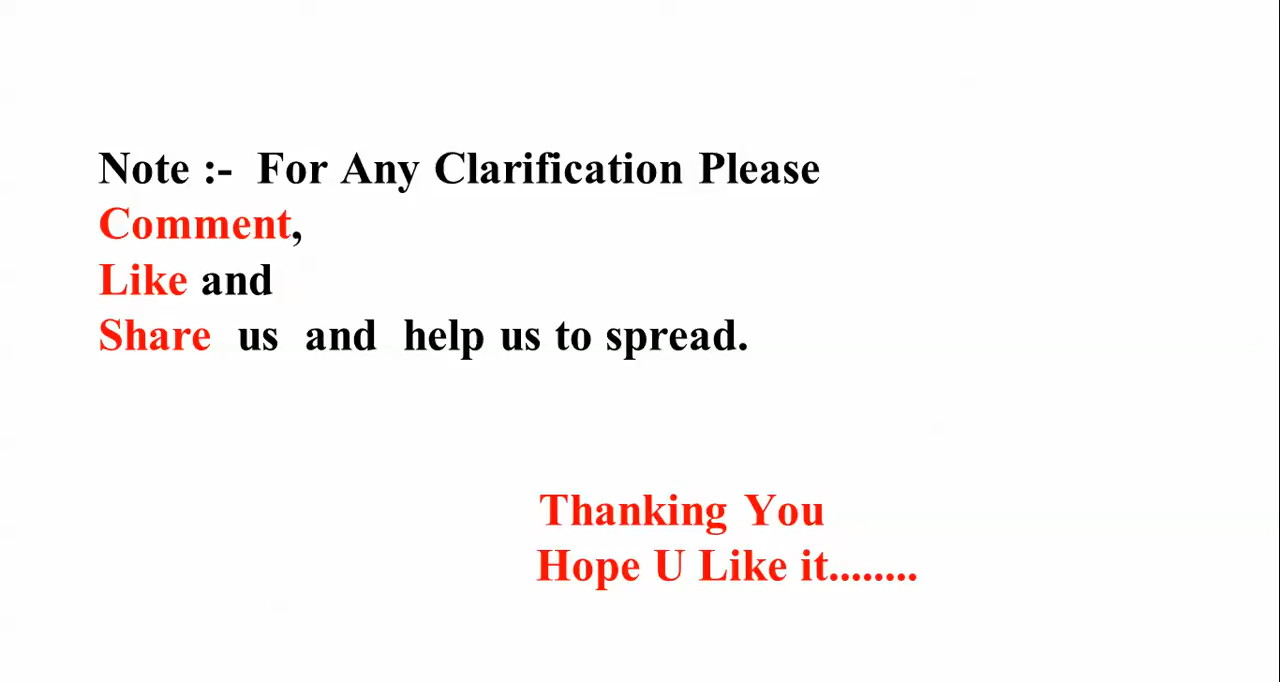 Note :- For Any Clarification Please
Comment,
Like and
Share us and help us to spread.
Thanking You
Hope U Like it........